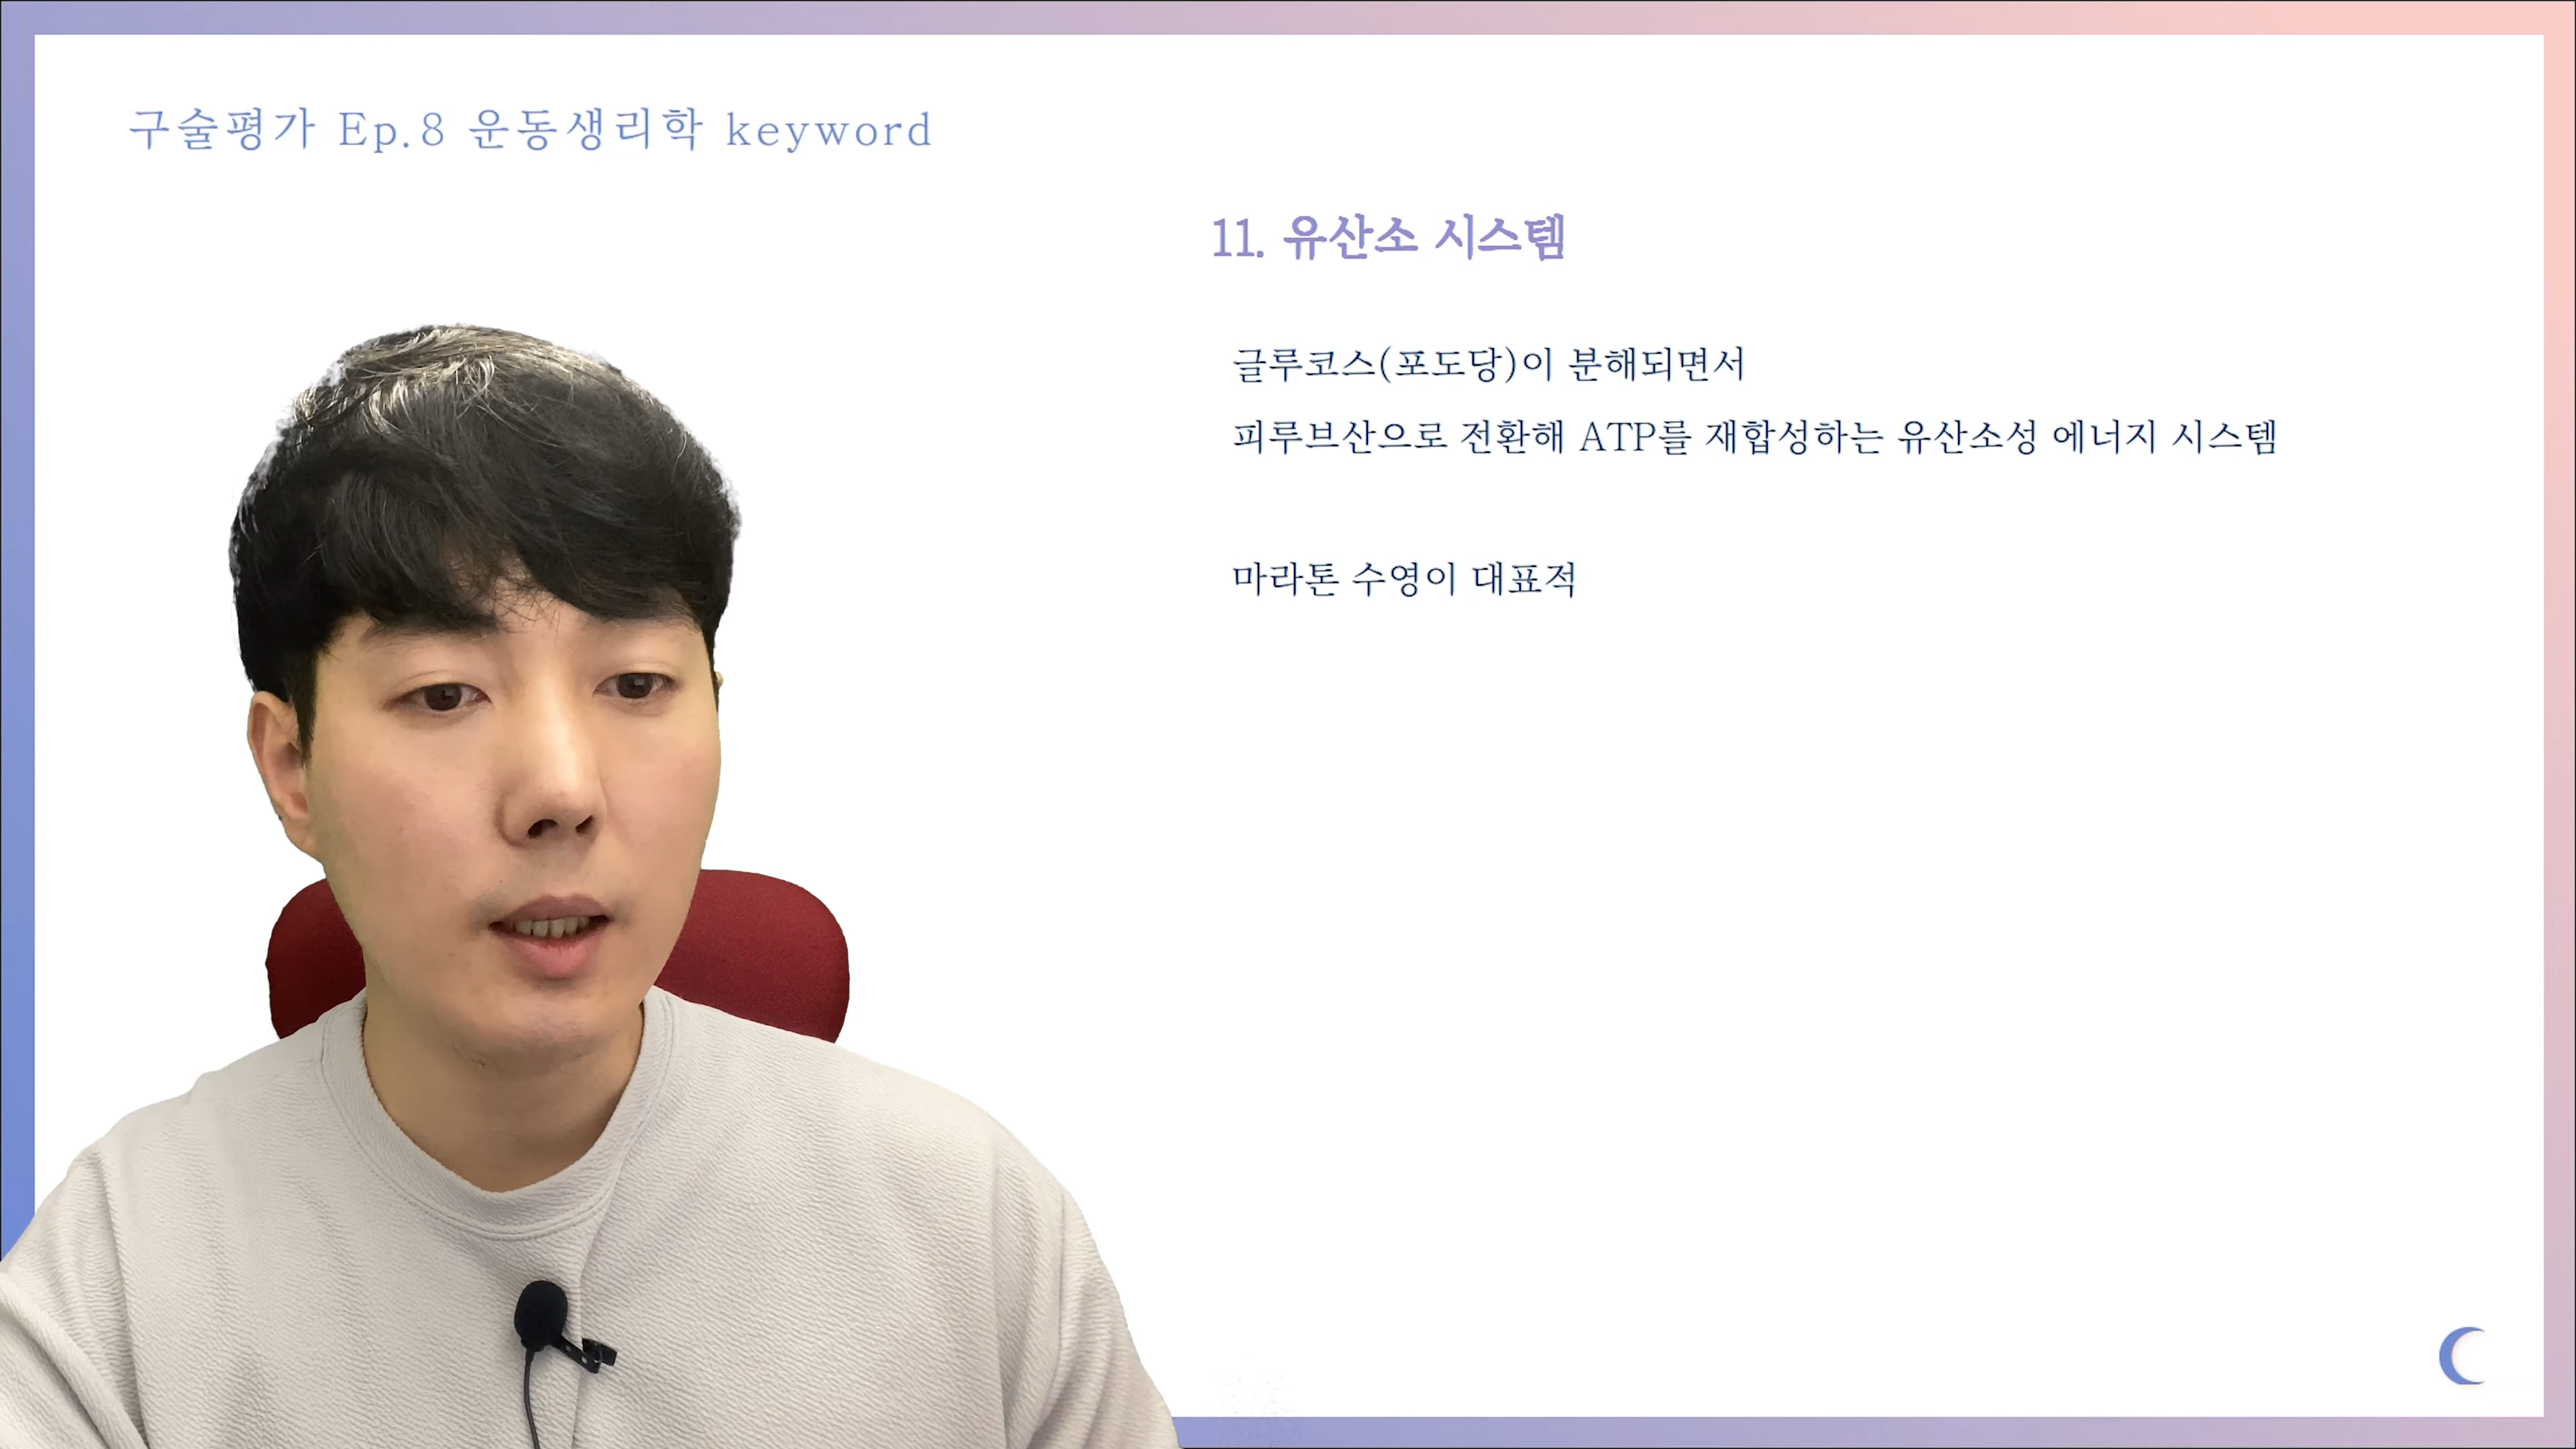 구술평가 Ep.8 운동생리학 keyword
11. 유산소 시스템
글루코스(포도당)이 분해되면서
피루브산으로 전환해 ATP를 재합성하는 유산소성 에너지 시스템
마라톤 수영이 대표적